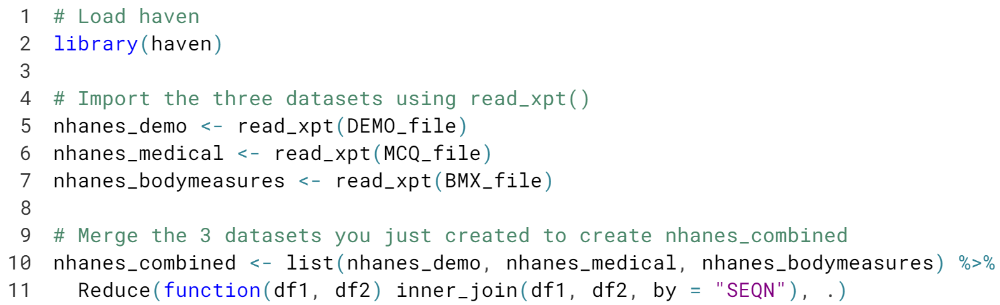 1 # Load haven
2 library(haven)
3
4 # Import the three datasets using read_xpt()
5 nhanes_demo <- read_xpt(DEMO_file)
6 nhanes_medical <- read_xpt(MCQ_file)
7 nhanes_bodymeasures <- read_xpt(BMX_file)
8
9 # Merge the 3 datasets you just created to create nhanes_combined
10 nhanes_combined <- list(nhanes_demo, nhanes_medical, nhanes_bodymeasures) %>%
11   Reduce(function(df1, df2) inner_join(df1, df2, by = "SEQN"), .)